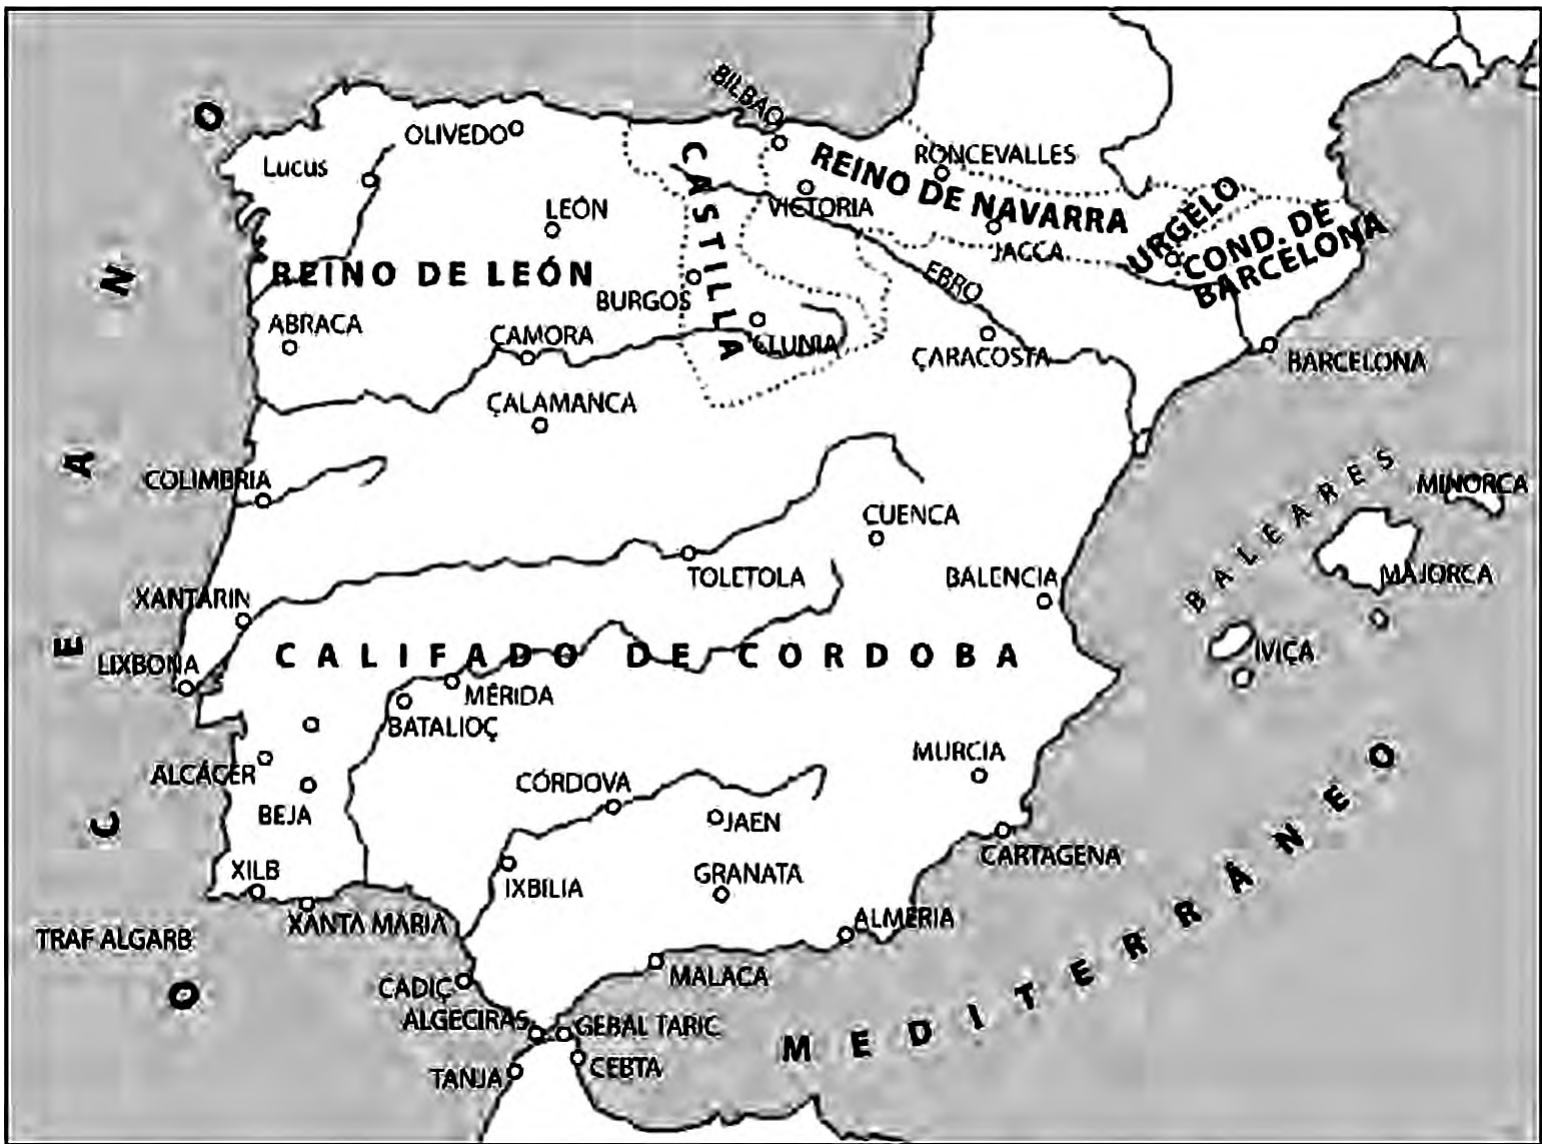 BILBAO
OLIVEDO
Lucus
LEÓN
REINO DE LEÓN
ABRACA
CAMORA
ÇALAMANCA
BURGOS
CASTILLA
CLUNIA
VICTORIA
REINO DE NAVARRA
RONCEVALLES
JACCA
URGELO
COND. DE
BARCELONA
EBRO
ÇARACOSTA
BARCELONA
COLIMBRIA
XANTARIN
LIXBONA
TOLETOLA
CUENCA
BALENCIA
BALEARES
MINORCA
MAJORCA
IVIÇA
CALIFADO DE CORDOBA
MÉRIDA
BATALIOÇ
ALCÁCER
BEJA
XILB
XANTA MARIA
TRAF ALGARB
CÓRDOVA
JAEN
IXBILIA
GRANATA
MURCIA
CARTAGENA
ALMERIA
MALACA
CADIÇ
ALGECIRAS
GEBAL TARIC
TANJA
CEBTA
OCEANO
MEDITERRÂNEO